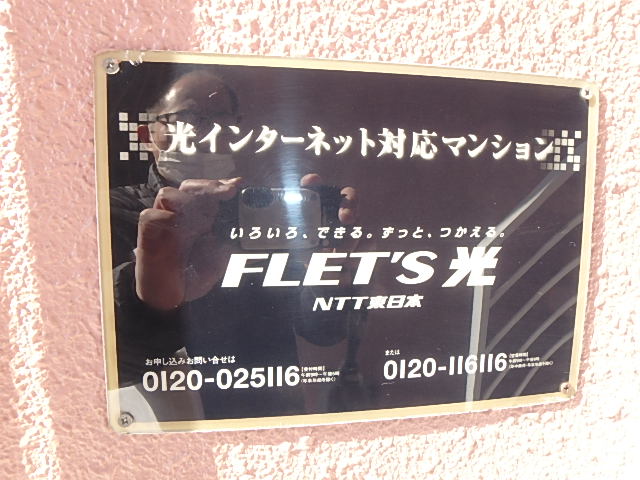 光インターネット対応マンション
いろいろ、できる。ずっと、つかえる。
FLET'S 光
NTT東日本
お申し込みお問い合せは
0120-025116
または
0120-116116